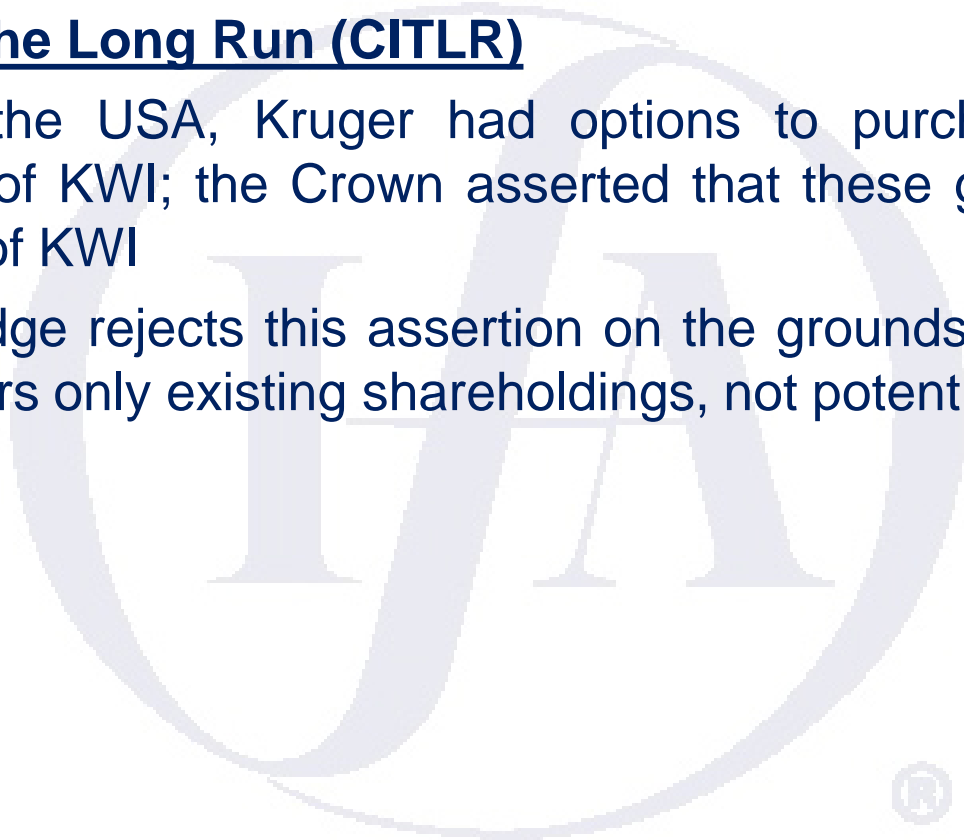 he Long Run (CITLR)
the USA, Kruger had options to purcl
of KWI; the Crown asserted that these g
of KWI
dge rejects this assertion on the grounds
rs only existing shareholdings, not potent
IFA
®